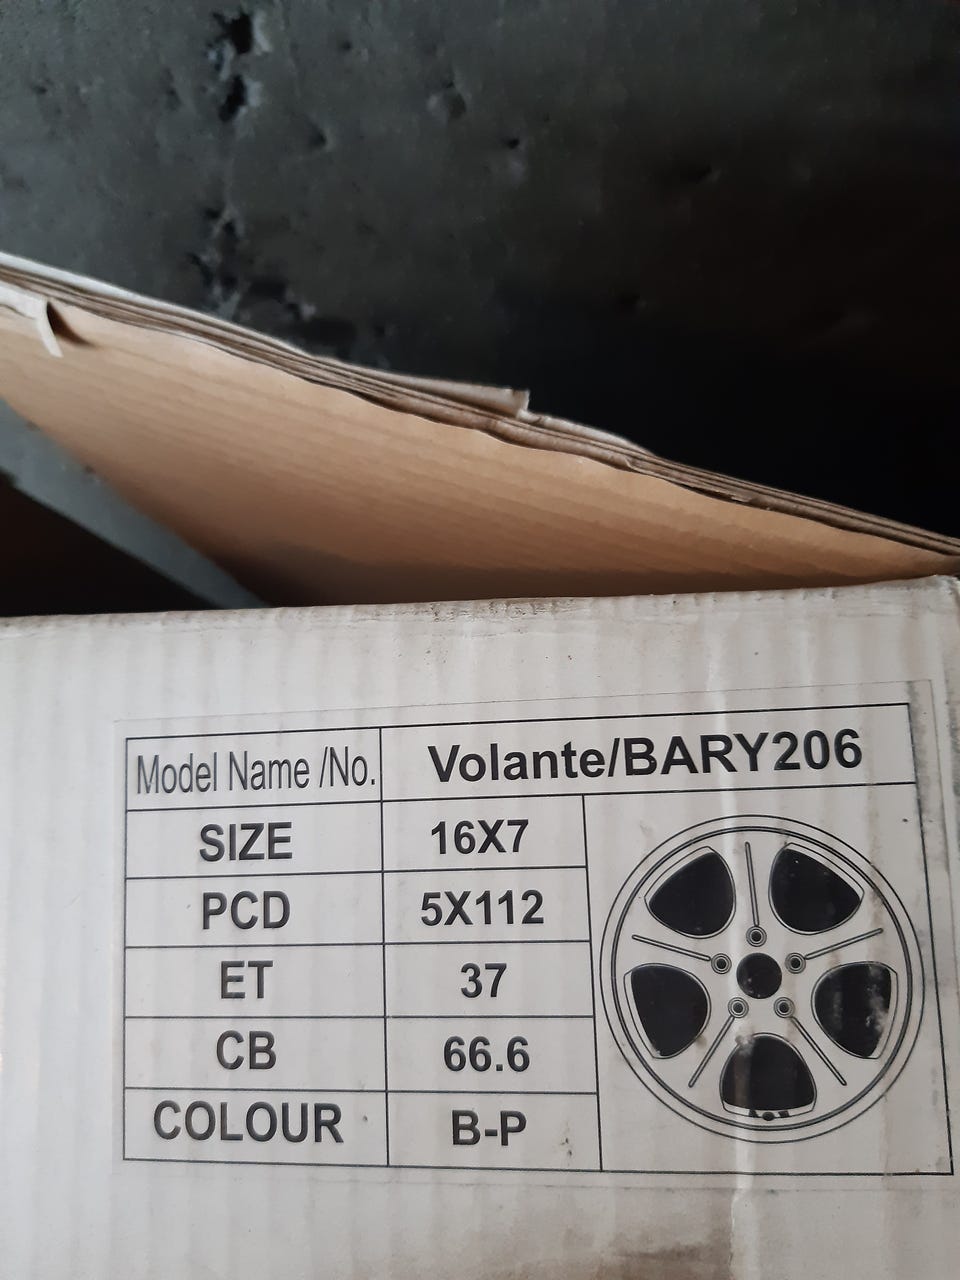 Model Name /No. Volante/BARY206
SIZE 16X7
PCD 5X112
ET 37
CB 66.6
COLOUR B-P